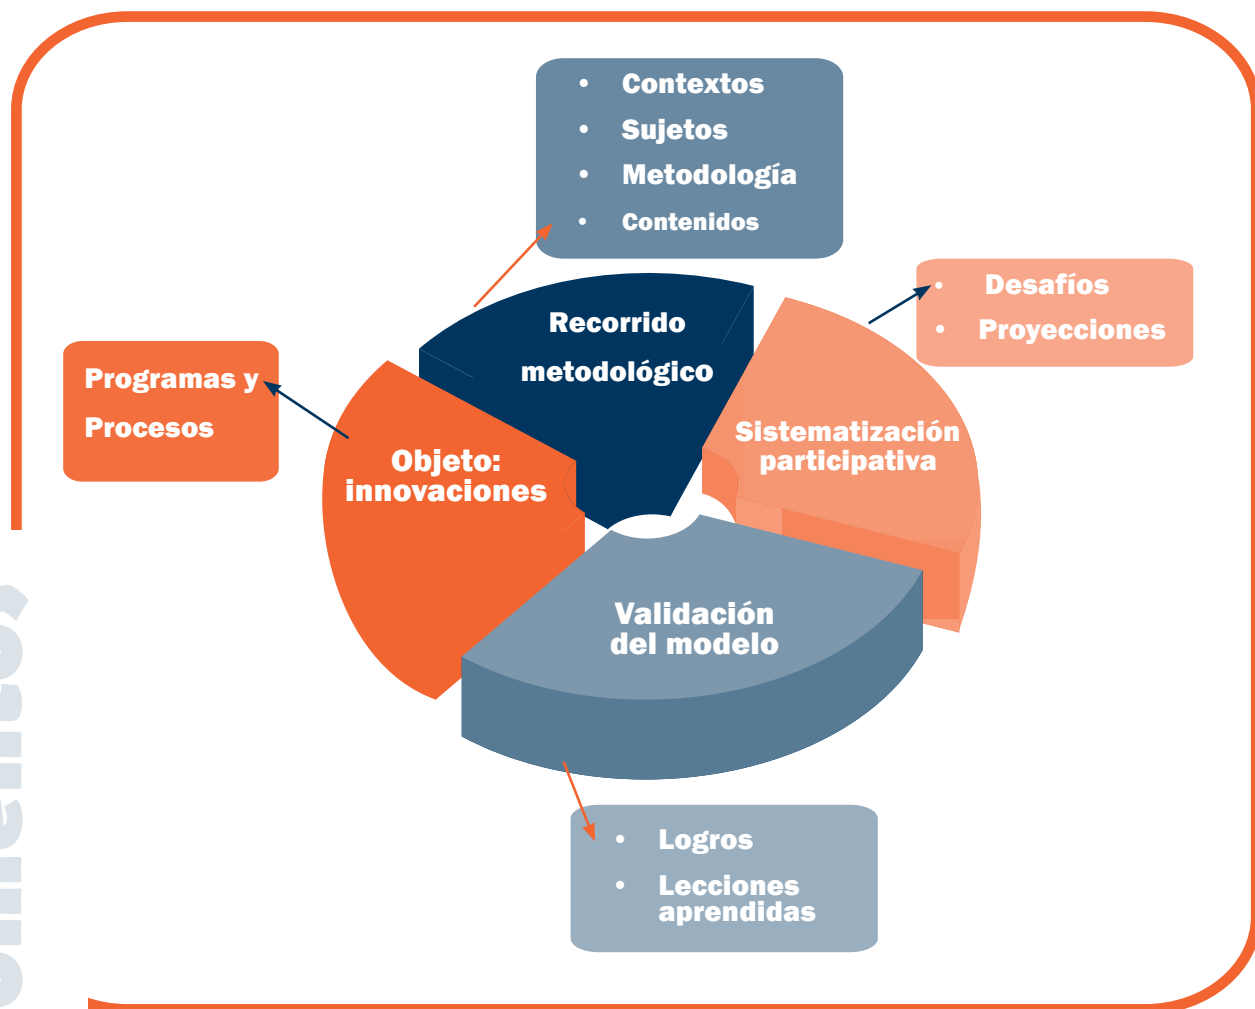 • Contextos
• Sujetos
• Metodología
• Contenidos
• Desafíos
• Proyecciones
Recorrido
metodológico
Programas y
Procesos
Sistematización
participativa
Objeto:
innovaciones
Validación
del modelo
• Logros
• Lecciones
aprendidas